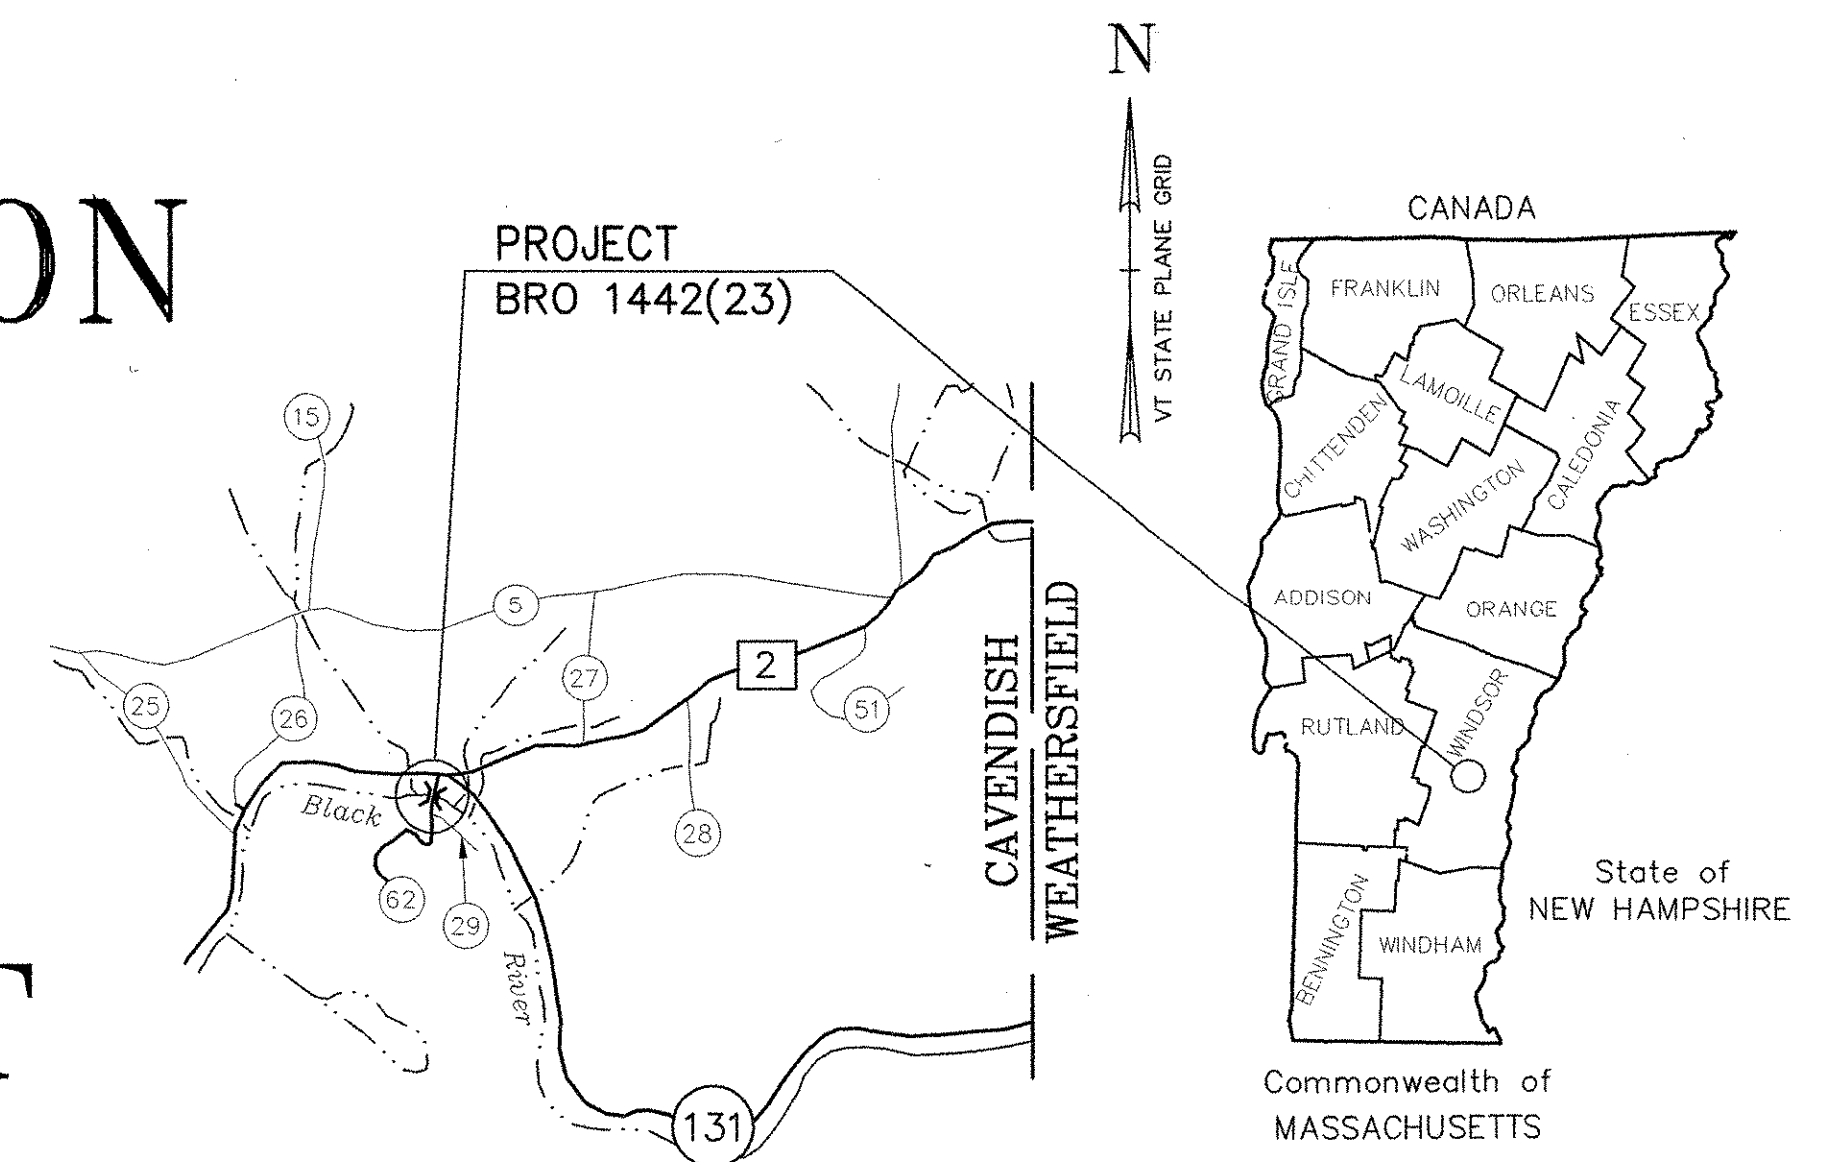 N
ON
PROJECT
BRO 1442(23)
VT STATE PLANE GRID
CANADA
GRAND ISLE
FRANKLIN
ORLEANS
ESSEX
LAMOILLE
CHITTENDEN
CALEDONIA
WASHINGTON
ADDISON
ORANGE
RUTLAND
WINDSOR
BENNINGTON
WINDHAM
State of
NEW HAMPSHIRE
Commonwealth of
MASSACHUSETTS
15
5
27
2
51
25
26
28
62
29
131
Black
River
CAVENDISH
WEATHERSFIELD
T